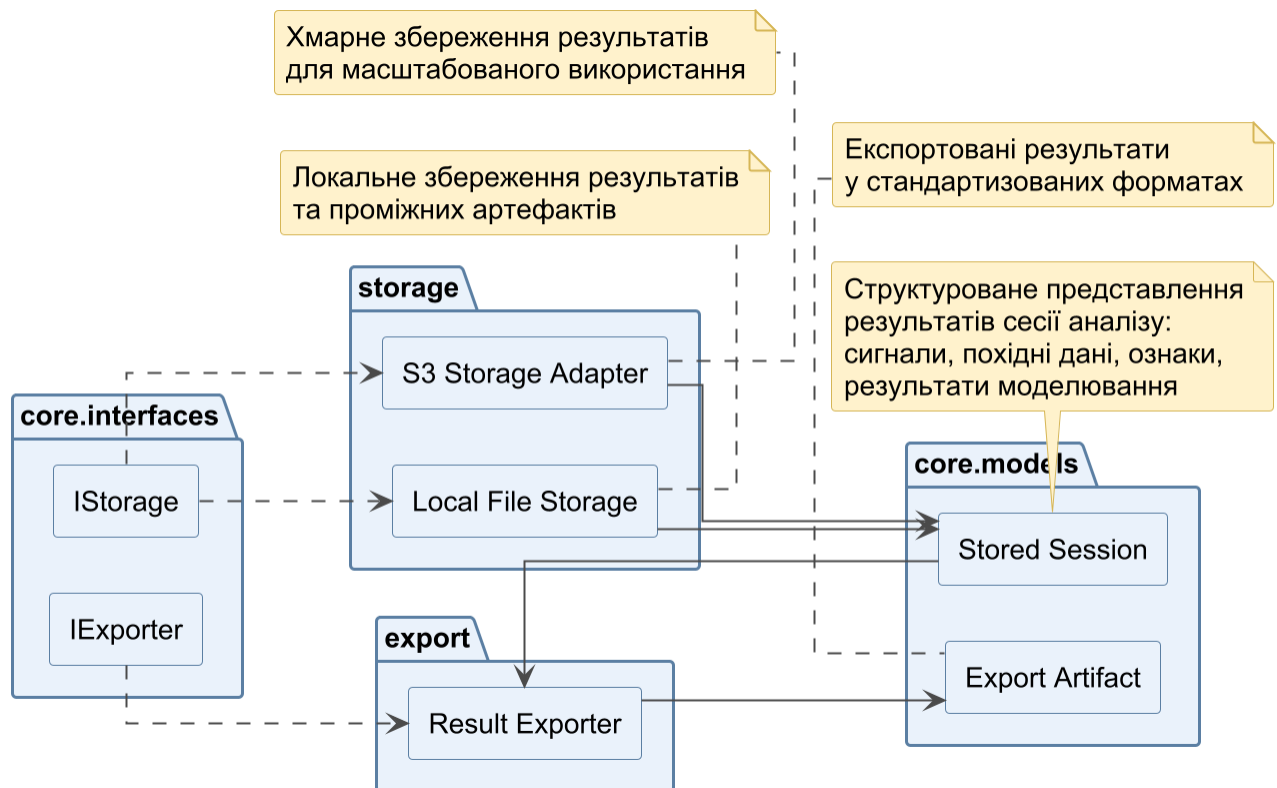 Хмарне збереження результатів
для масштабованого використання
Експортовані результати
у стандартизованих форматах
Локальне збереження результатів
та проміжних артефактів
storage
Структуроване представлення
результатів сесії аналізу:
сигнали, похідні дані, ознаки,
результати моделювання
S3 Storage Adapter
core.interfaces
core.models
IStorage
Local File Storage
Stored Session
IExporter
export
Export Artifact
Result Exporter